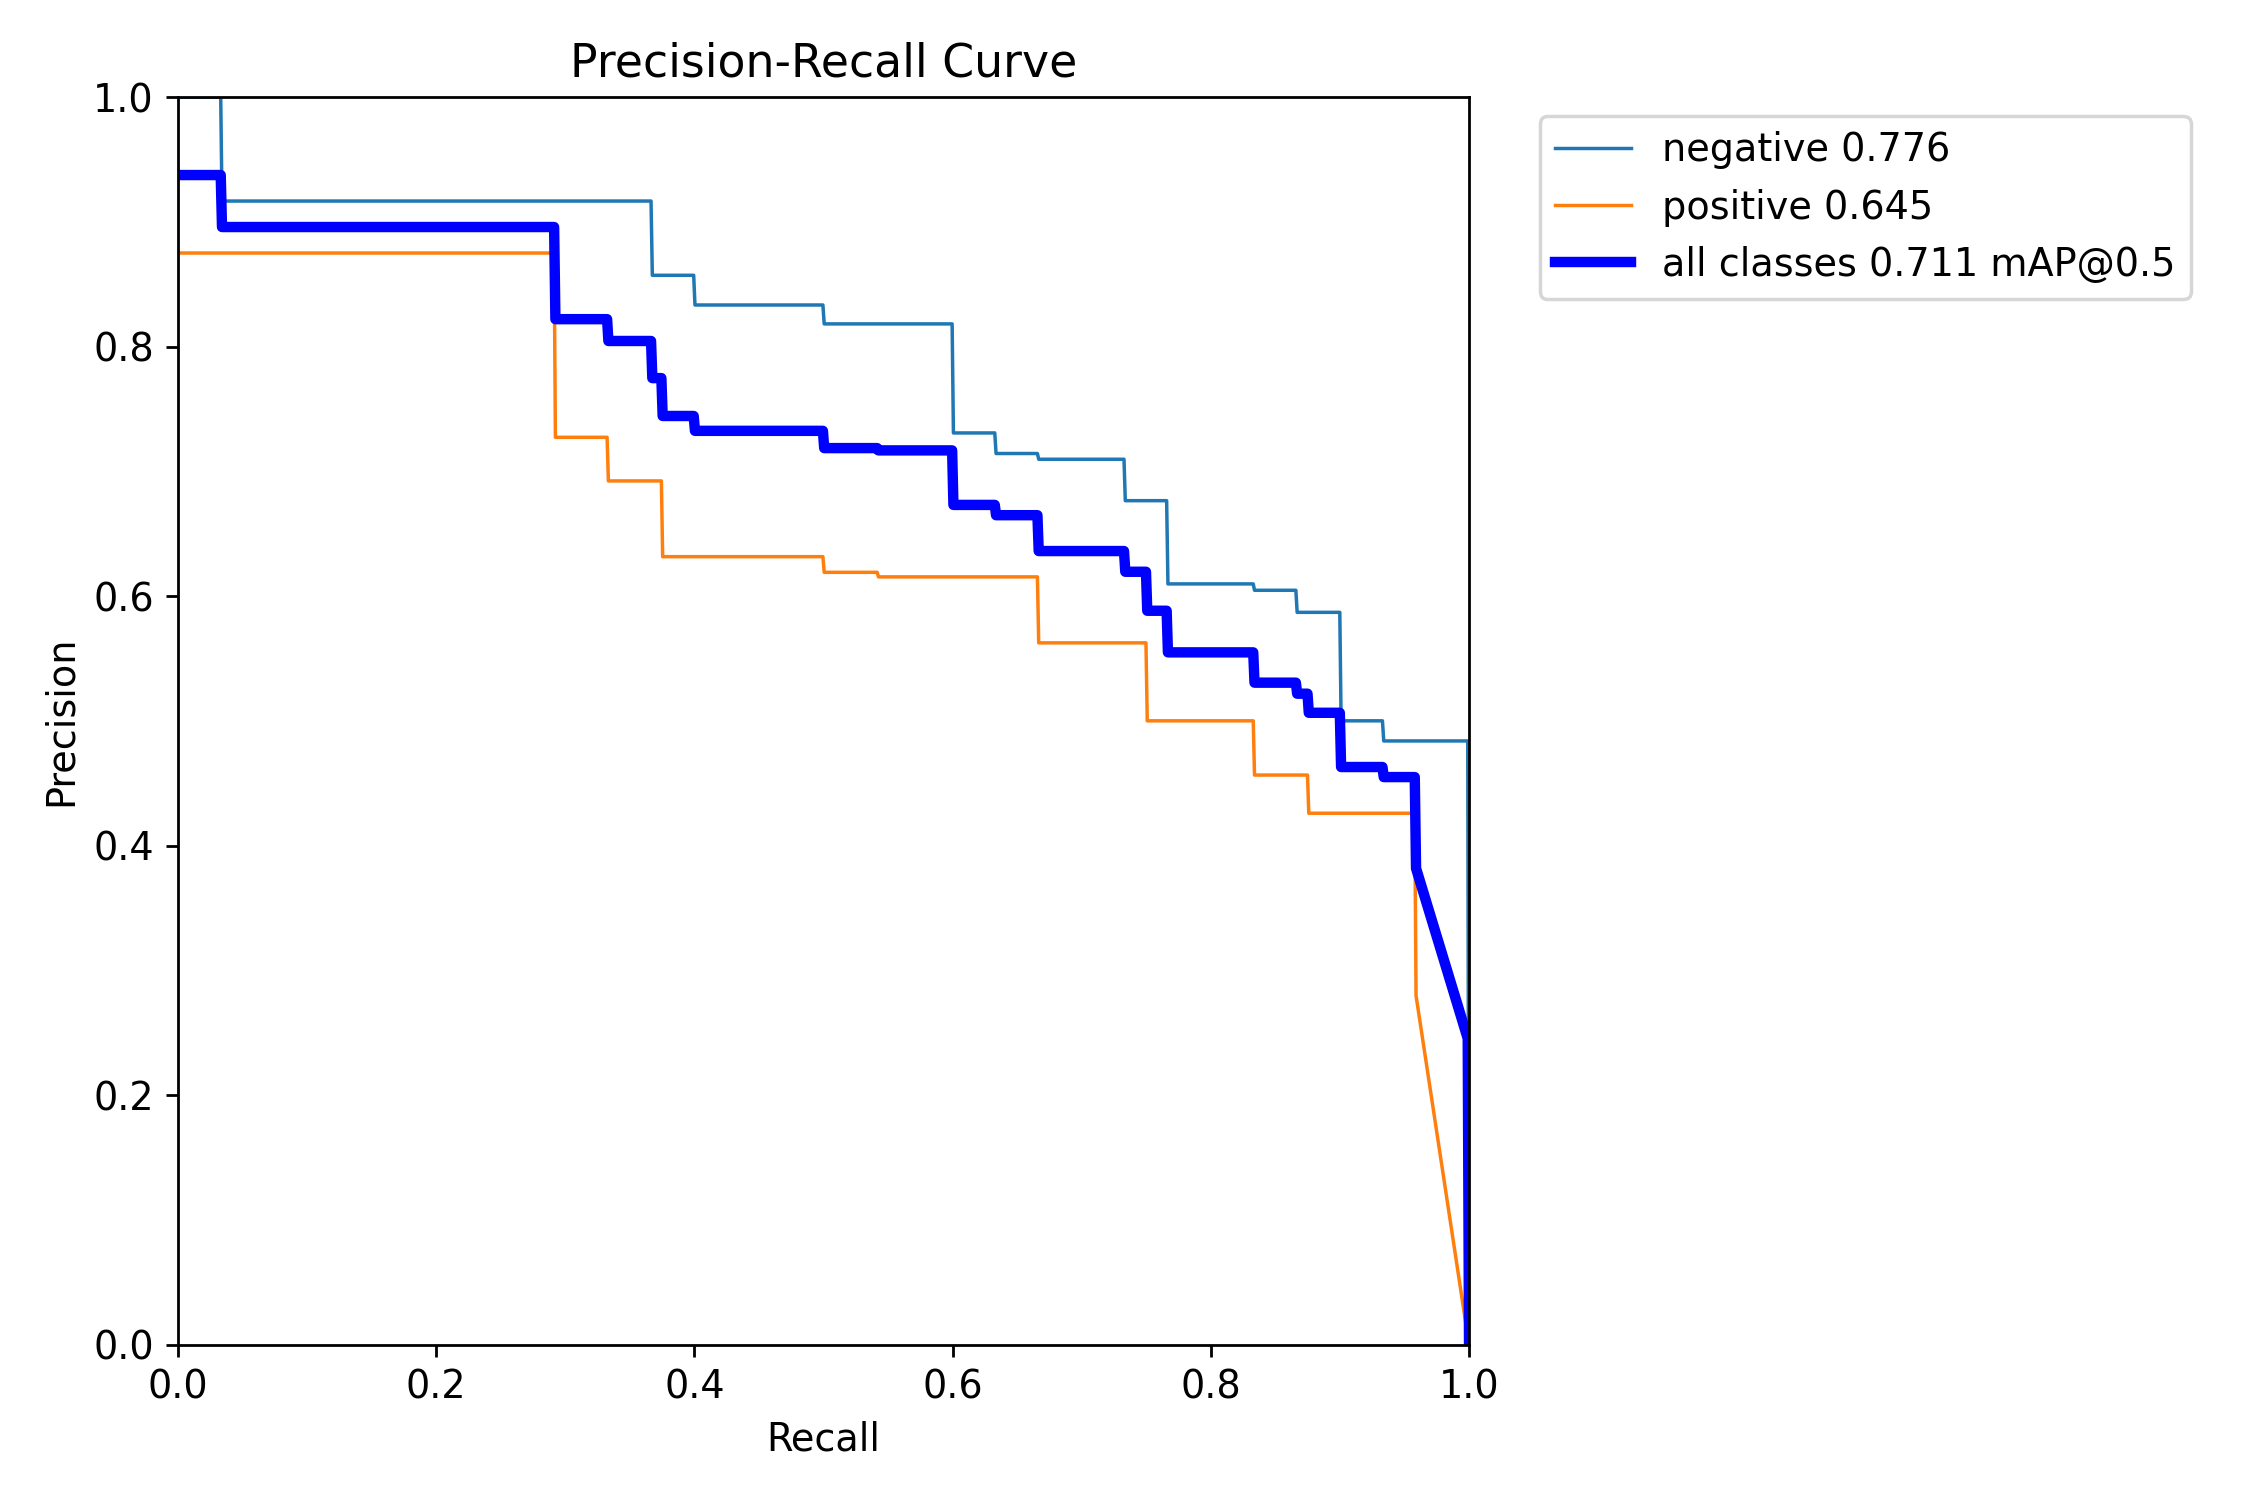 Precision-Recall Curve
1.0
0.8
0.6
0.4
0.2
0.0
Precision
0.0 0.2 0.4 0.6 0.8 1.0
Recall
negative 0.776
positive 0.645
all classes 0.711 mAP@0.5